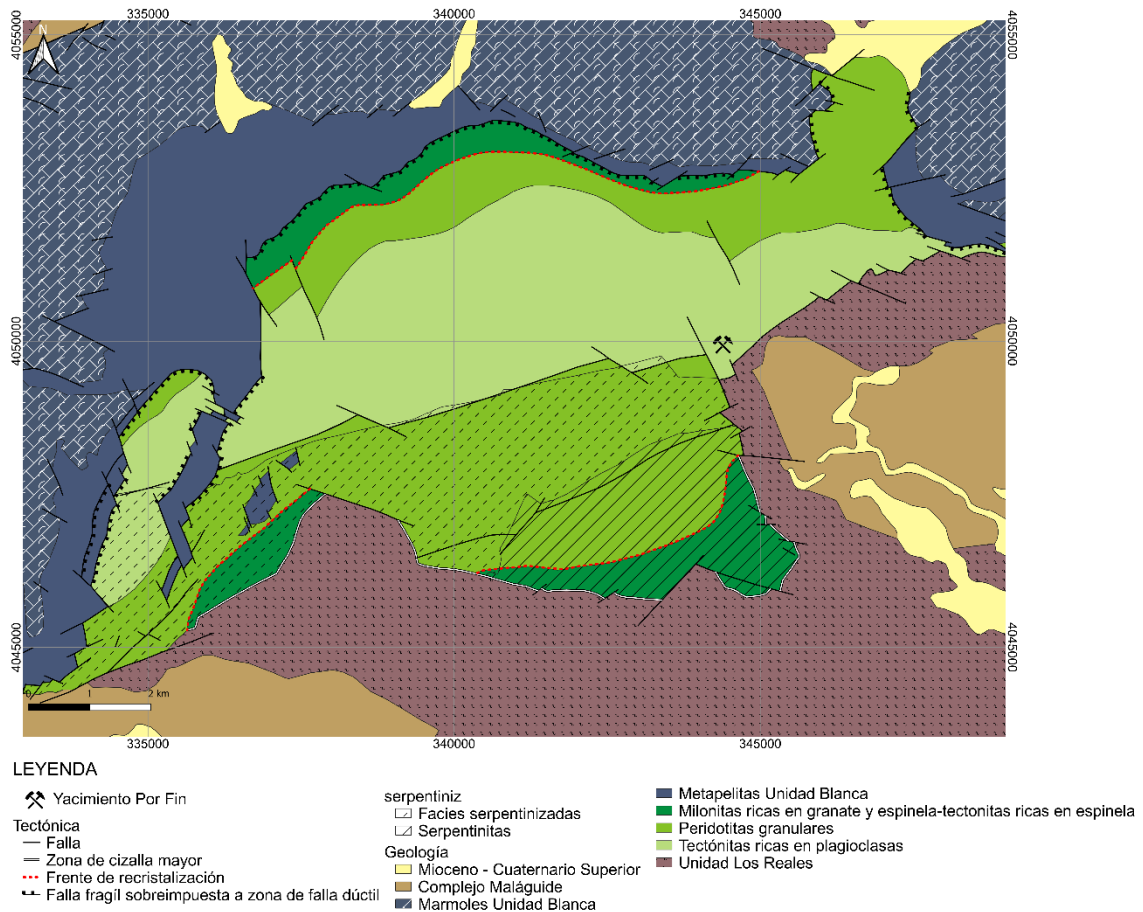 335000 340000 345000
4055000 4055000
N
4050000 4050000
4045000 4045000
0 1 2 km
335000 340000 345000
LEYENDA
Yacimiento Por Fin
Tectónica
Falla
Zona de cizalla mayor
Frente de recristalización
Falla fragíl sobreimpuesta a zona de falla dúctil
serpentiniz
Facies serpentinizadas
Serpentinitas
Geología
Mioceno - Cuaternario Superior
Complejo Maláguide
Marmoles Unidad Blanca
Metapelitas Unidad Blanca
Milonitas ricas en granate y espinela-tectonitas ricas en espinela
Peridotitas granulares
Tectónitas ricas en plagioclasas
Unidad Los Reales